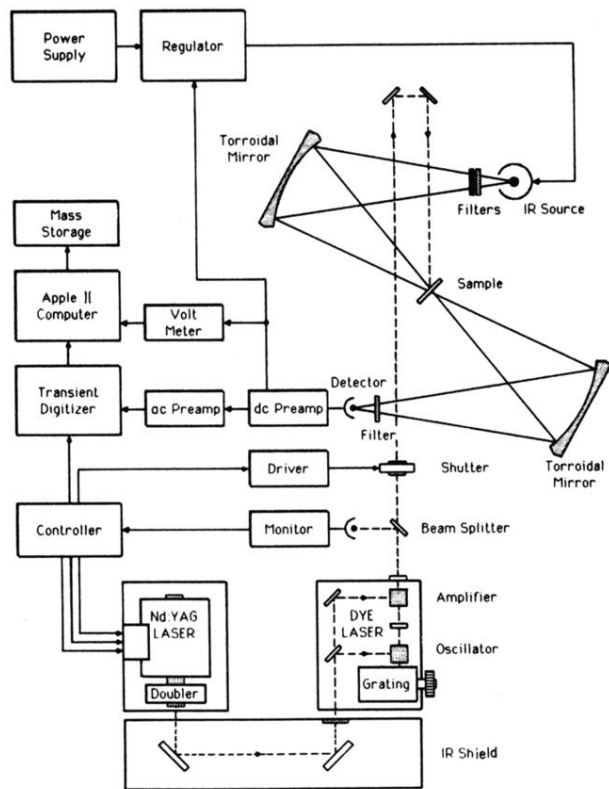 Power
Supply
Regulator
Torroidal
Mirror
Filters
IR Source
Mass
Storage
Apple ][
Computer
Volt
Meter
Sample
Transient
Digitizer
ac Preamp
dc Preamp
Detector
Filter
Torroidal
Mirror
Driver
Shutter
Controller
Monitor
Beam Splitter
Nd:YAG
LASER
Doubler
DYE
LASER
Amplifier
Oscillator
Grating
IR Shield